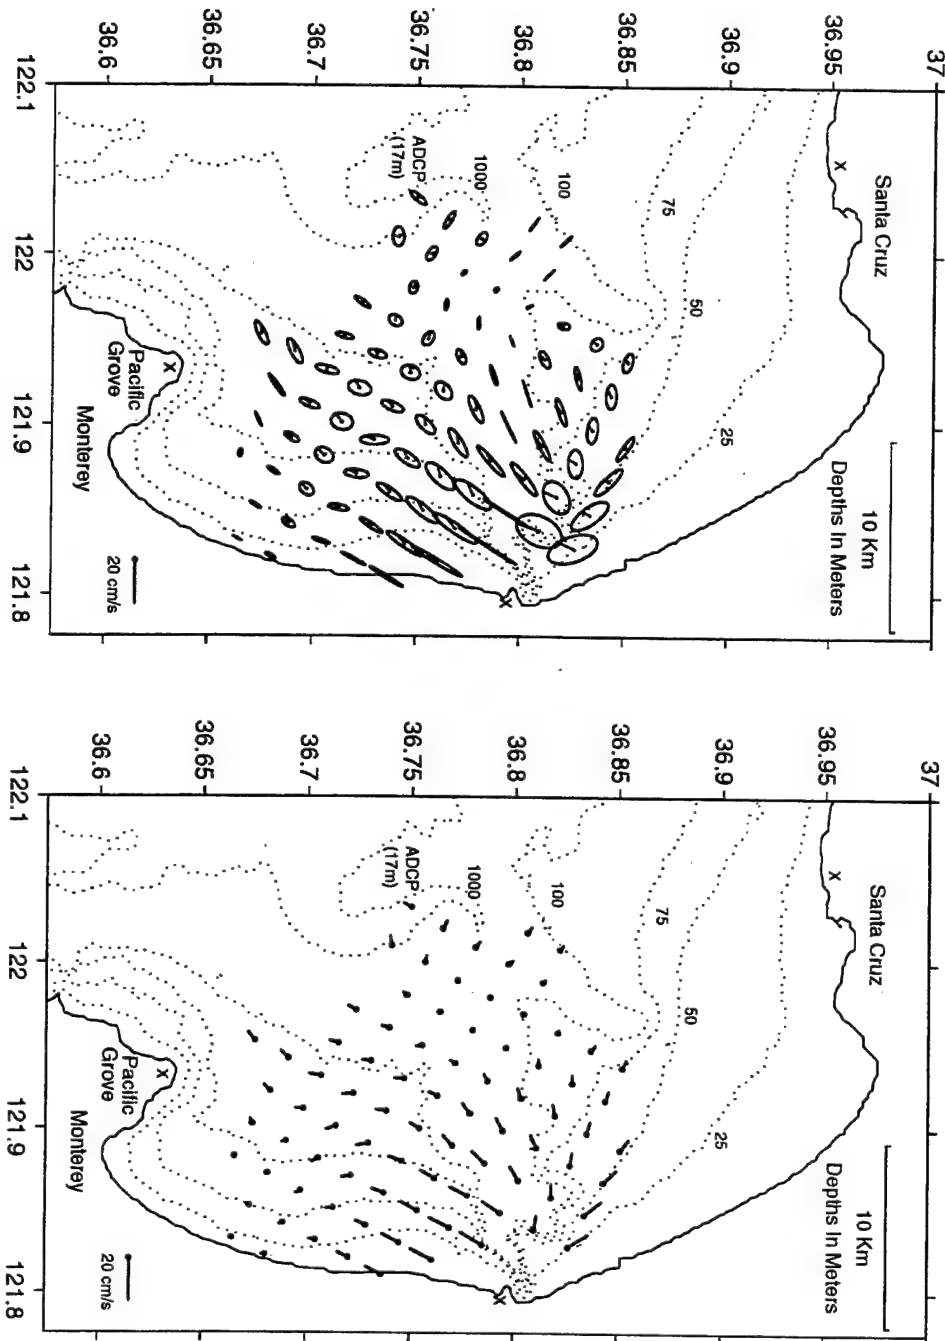 37
36.95
36.9
36.85
36.8
36.75
36.7
36.65
36.6
122.1
122
121.9
121.8
Santa Cruz
x
10 Km
Depths In Meters
75
50
25
100
1000
ADCP
(17m)
x
Pacific
Grove
Monterey
x
20 cm/s
37
36.95
36.9
36.85
36.8
36.75
36.7
36.65
36.6
122.1
122
121.9
121.8
Santa Cruz
x
10 Km
Depths In Meters
75
50
25
100
1000
ADCP
(17m)
x
Pacific
Grove
Monterey
x
20 cm/s